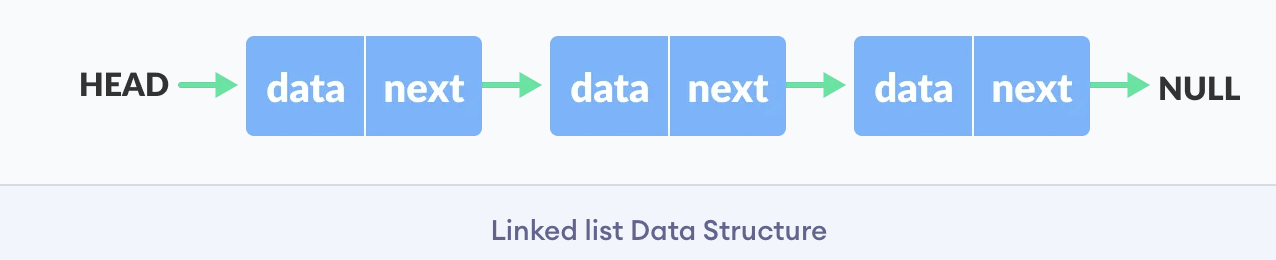 HEAD data next data next data next NULL
Linked list Data Structure